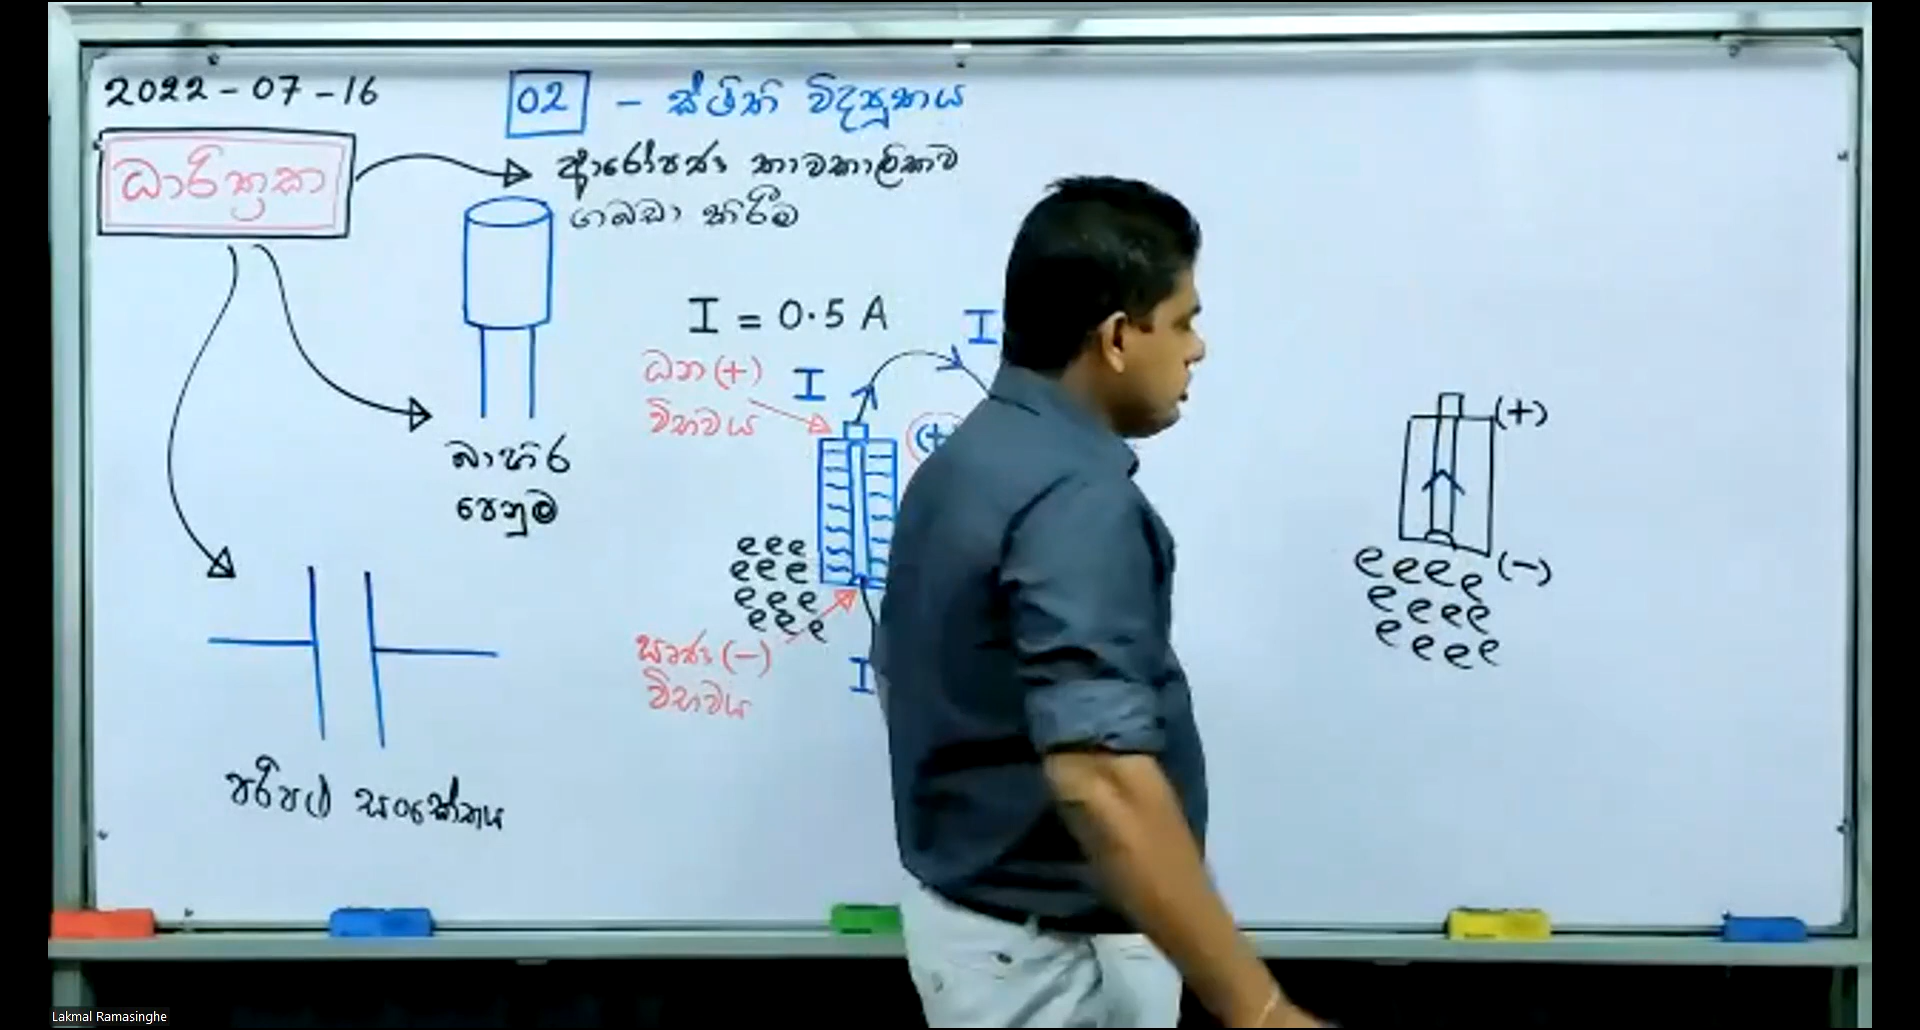 2022-07-16
02 - ස්ථිති විද්‍යුතය
ධාරිත්‍රක
ආරෝපණ තාවකාලිකව
ගබඩා කිරීම
I = 0.5 A
I
ධන (+)
විභවය
I
(+)
(+)
බාහිර
පෙනුම
e e e
e e e
e e e
e e e
(-)
e e e e
e e e e
e e e e
සෘණ (-)
විභවය
I
පරිපථ සංකේතය
Lakmal Ramasinghe